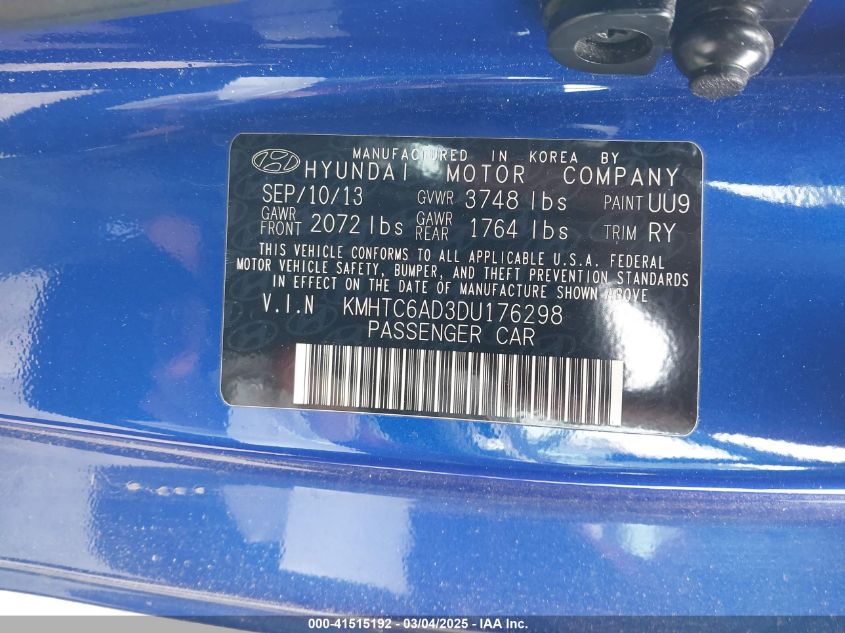 MANUFACTURED IN KOREA BY
HYUNDAI MOTOR COMPANY
SEP/10/13 GVWR 3748 lbs PAINT UU9
GAWR FRONT 2072 lbs GAWR REAR 1764 lbs TRIM RY
THIS VEHICLE CONFORMS TO ALL APPLICABLE U.S.A. FEDERAL
MOTOR VEHICLE SAFETY, BUMPER, AND THEFT PREVENTION STANDARDS
IN EFFECT ON THE DATE OF MANUFACTURE SHOWN ABOVE.
V.I.N KMHTC6AD3DU176298
PASSENGER CAR
000-41515192 - 03/04/2025 - IAA Inc.